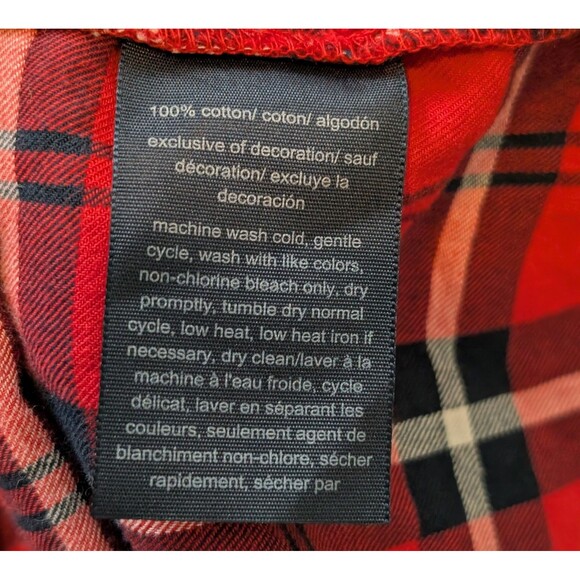 100% cotton/ coton/ algodón
exclusive of decoration/ sauf
décoration/ excluye la
decoración
machine wash cold, gentle
cycle, wash with like colors,
non-chlorine bleach only, dry
promptly, tumble dry normal
cycle, low heat, low heat iron if
necessary, dry clean/laver à la
machine à l'eau froide, cycle
délicat, laver en séparant les
couleurs, seulement agent de
blanchiment non-chlore, sécher
rapidement, sécher par